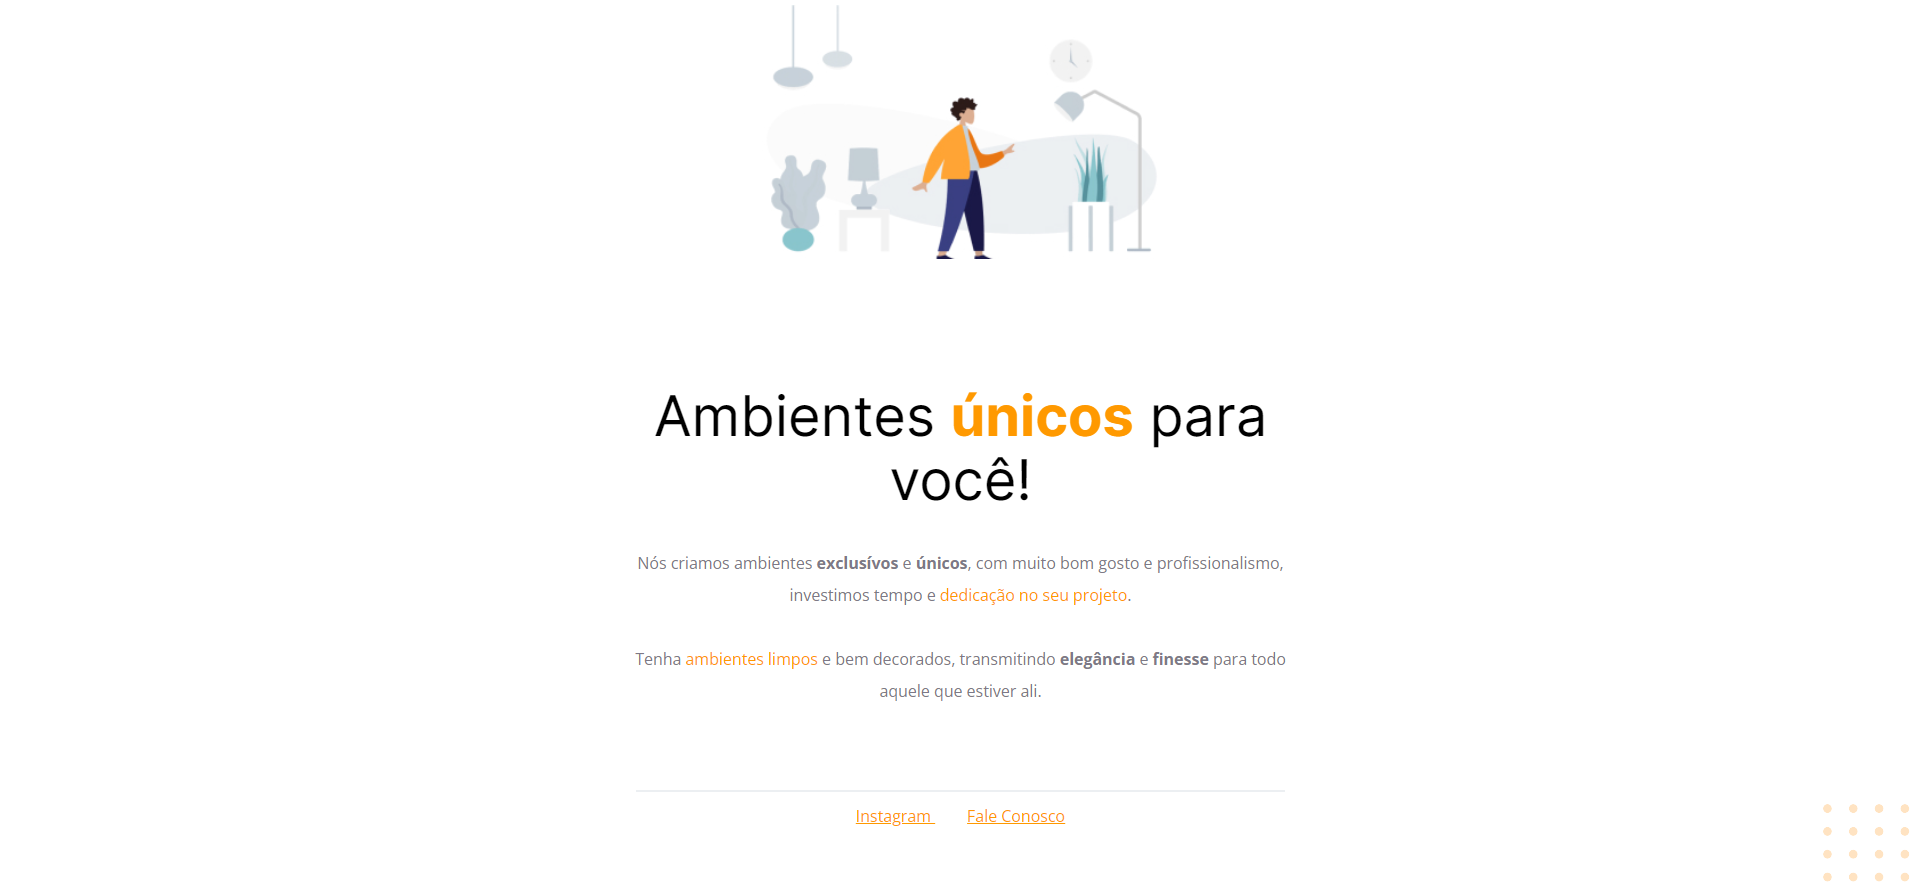 Ambientes únicos para
você!
Nós criamos ambientes exclusívos e únicos, com muito bom gosto e profissionalismo,
investimos tempo e dedicação no seu projeto.
Tenha ambientes limpos e bem decorados, transmitindo elegância e finesse para todo
aquele que estiver ali.
Instagram Fale Conosco